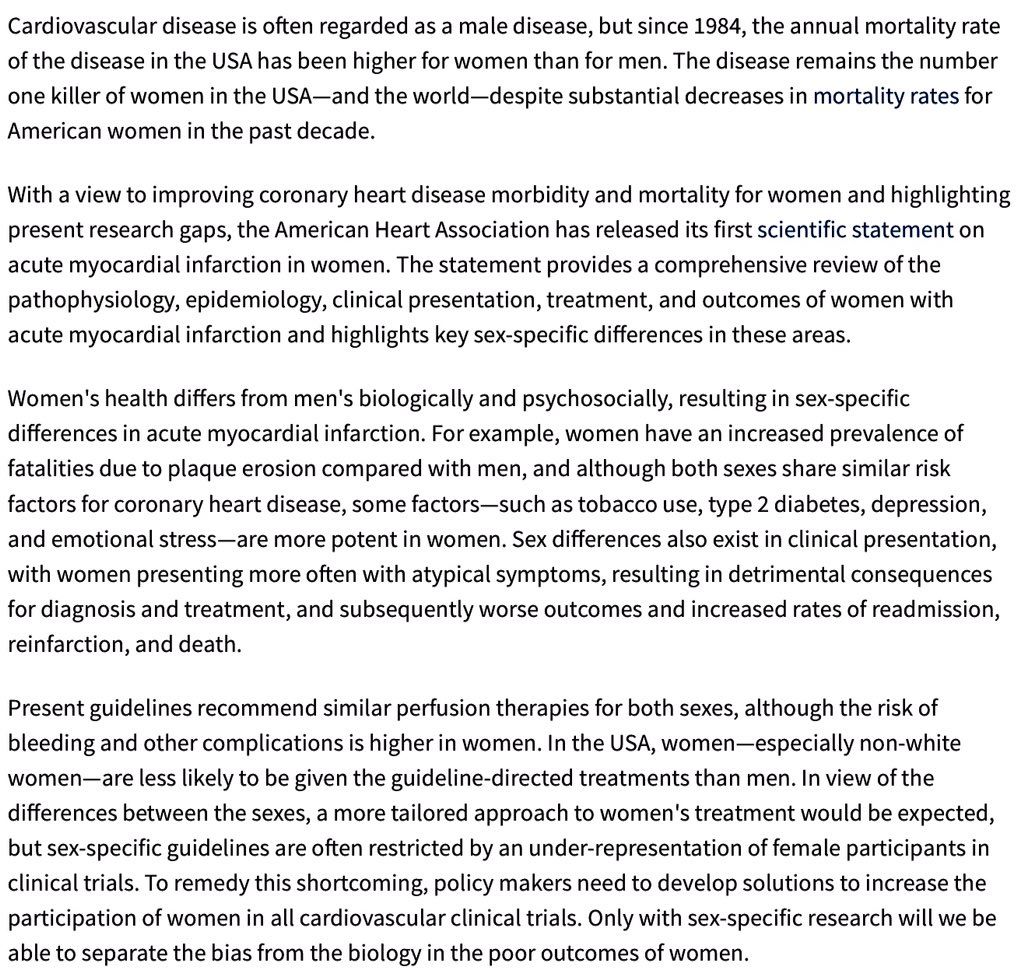 Cardiovascular disease is often regarded as a male disease, but since 1984, the annual mortality rate
of the disease in the USA has been higher for women than for men. The disease remains the number
one killer of women in the USA—and the world—despite substantial decreases in mortality rates for
American women in the past decade.
With a view to improving coronary heart disease morbidity and mortality for women and highlighting
present research gaps, the American Heart Association has released its first scientific statement on
acute myocardial infarction in women. The statement provides a comprehensive review of the
pathophysiology, epidemiology, clinical presentation, treatment, and outcomes of women with
acute myocardial infarction and highlights key sex-specific differences in these areas.
Women's health differs from men's biologically and psychosocially, resulting in sex-specific
differences in acute myocardial infarction. For example, women have an increased prevalence of
fatalities due to plaque erosion compared with men, and although both sexes share similar risk
factors for coronary heart disease, some factors—such as tobacco use, type 2 diabetes, depression,
and emotional stress—are more potent in women. Sex differences also exist in clinical presentation,
with women presenting more often with atypical symptoms, resulting in detrimental consequences
for diagnosis and treatment, and subsequently worse outcomes and increased rates of readmission,
reinfarction, and death.
Present guidelines recommend similar perfusion therapies for both sexes, although the risk of
bleeding and other complications is higher in women. In the USA, women—especially non-white
women—are less likely to be given the guideline-directed treatments than men. In view of the
differences between the sexes, a more tailored approach to women's treatment would be expected,
but sex-specific guidelines are often restricted by an under-representation of female participants in
clinical trials. To remedy this shortcoming, policy makers need to develop solutions to increase the
participation of women in all cardiovascular clinical trials. Only with sex-specific research will we be
able to separate the bias from the biology in the poor outcomes of women.